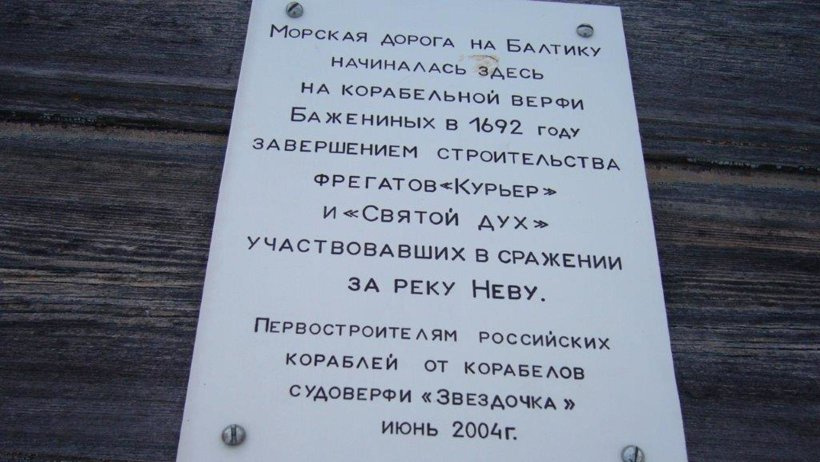 Морская дорога на Балтику
начиналась здесь
на корабельной верфи
Бажениных в 1692 году
завершением строительства
фрегатов «Курьер»
и «Святой дух»
участвовавших в сражении
за реку Неву.
Первостроителям российских
кораблей от корабелов
судоверфи «Звездочка»
июнь 2004г.